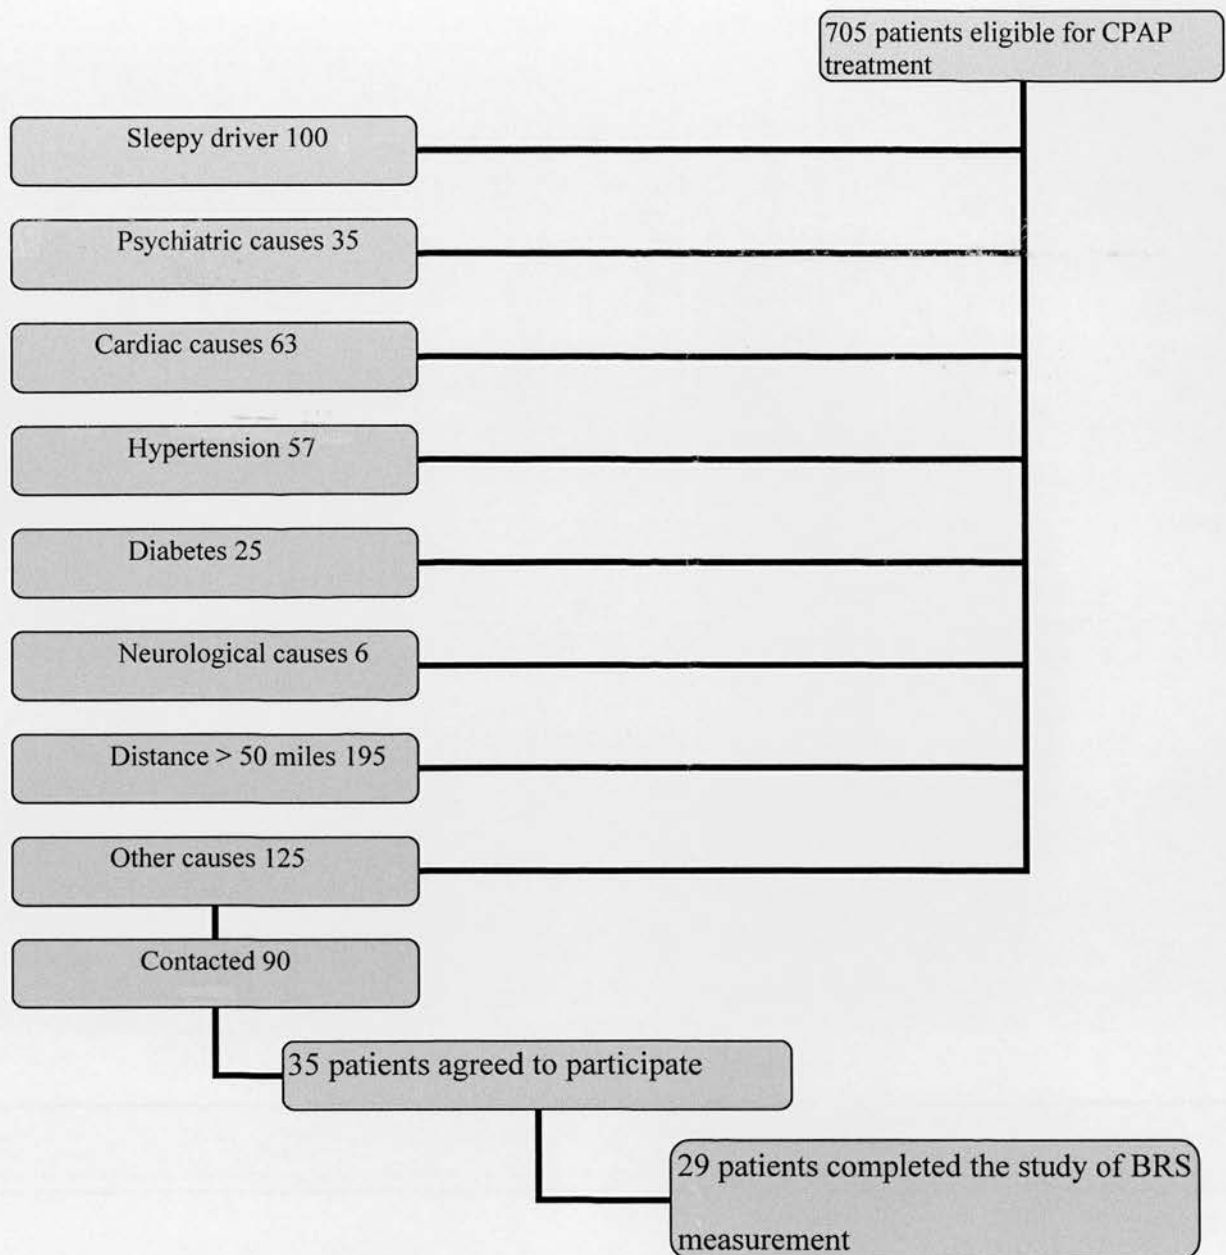 705 patients eligible for CPAP
treatment
Sleepy driver 100
Psychiatric causes 35
Cardiac causes 63
Hypertension 57
Diabetes 25
Neurological causes 6
Distance > 50 miles 195
Other causes 125
Contacted 90
35 patients agreed to participate
29 patients completed the study of BRS
measurement